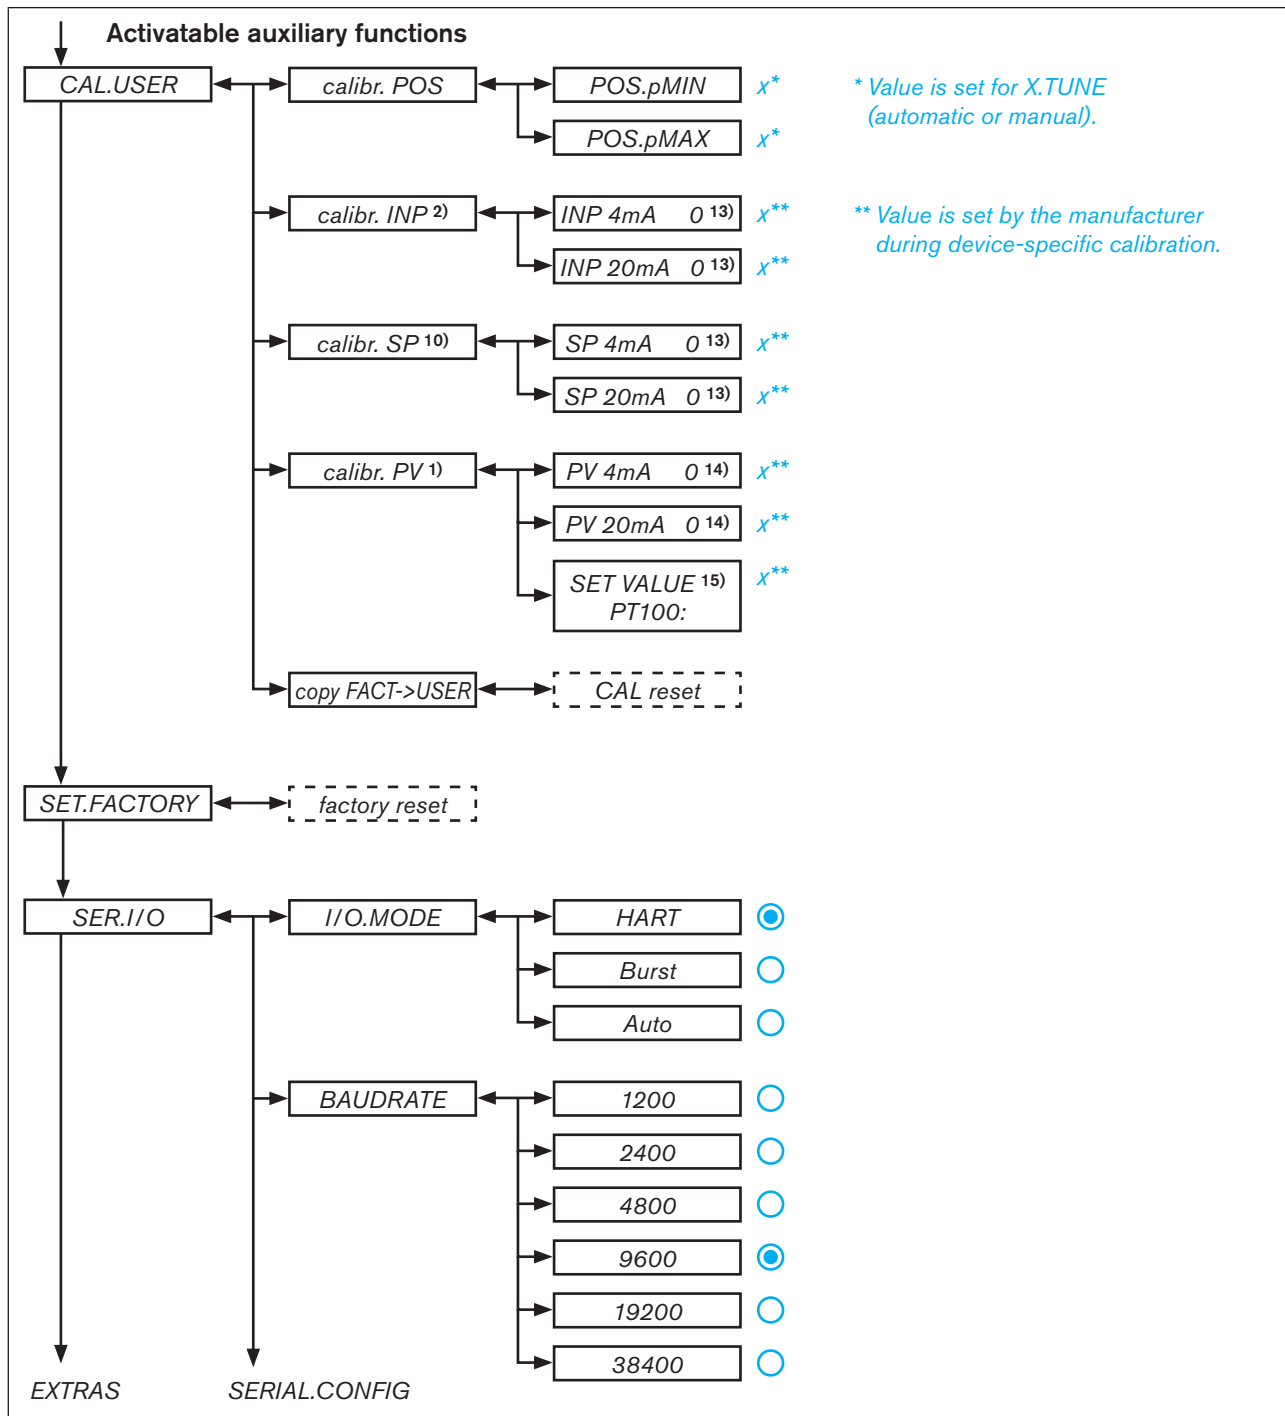 Activatable auxiliary functions
CAL.USER
calibr. POS
POS.pMIN
x*
* Value is set for X.TUNE
(automatic or manual).
POS.pMAX
x*
calibr. INP 2)
INP 4mA 0 13)
x**
** Value is set by the manufacturer
during device-specific calibration.
INP 20mA 0 13)
x**
calibr. SP 10)
SP 4mA 0 13)
x**
SP 20mA 0 13)
x**
calibr. PV 1)
PV 4mA 0 14)
x**
PV 20mA 0 14)
x**
SET VALUE 15)
PT100:
x**
copy FACT->USER
CAL reset
SET.FACTORY
factory reset
SER.I/O
I/O.MODE
HART
Burst
Auto
BAUDRATE
1200
2400
4800
9600
19200
38400
EXTRAS
SERIAL.CONFIG